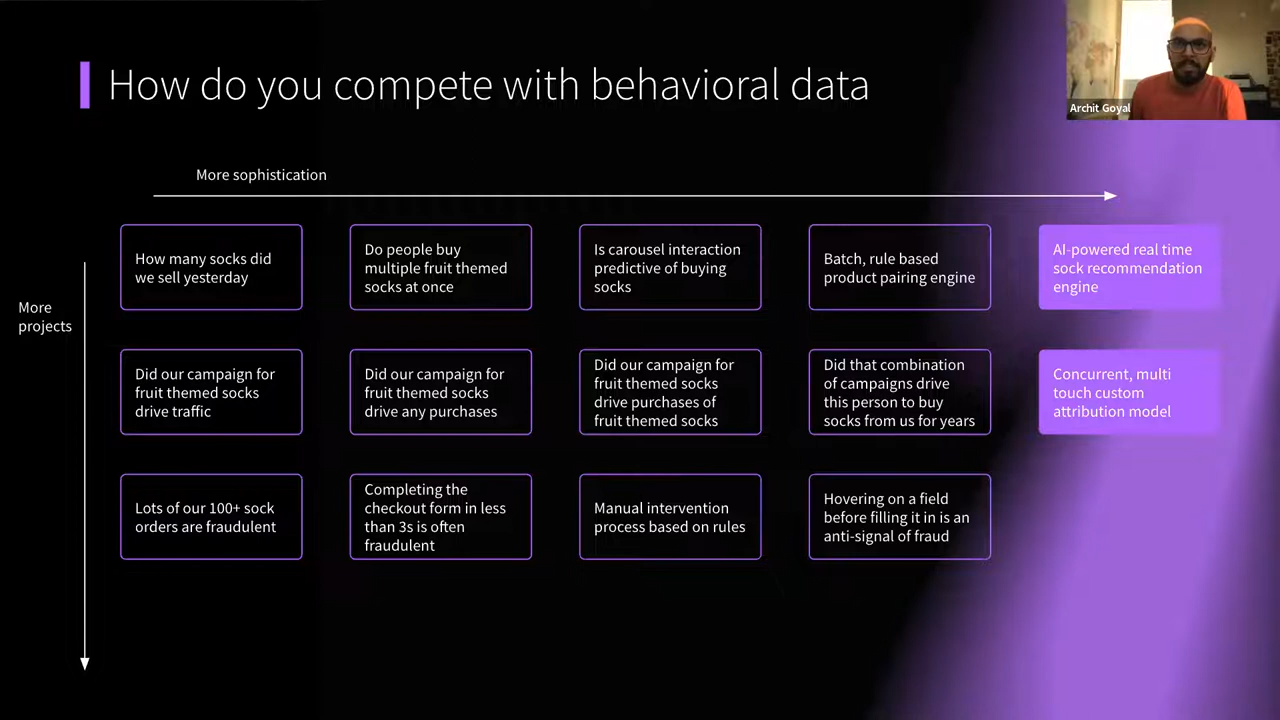 How do you compete with behavioral data
Archit Goyal
More sophistication
More
projects
How many socks did
we sell yesterday
Do people buy
multiple fruit themed
socks at once
Is carousel interaction
predictive of buying
socks
Batch, rule based
product pairing engine
AI-powered real time
sock recommendation
engine
Did our campaign for
fruit themed socks
drive traffic
Did our campaign for
fruit themed socks
drive any purchases
Did our campaign for
fruit themed socks
drive purchases of
fruit themed socks
Did that combination
of campaigns drive
this person to buy
socks from us for years
Concurrent, multi
touch custom
attribution model
Lots of our 100+ sock
orders are fraudulent
Completing the
checkout form in less
than 3s is often
fraudulent
Manual intervention
process based on rules
Hovering on a field
before filling it in is an
anti-signal of fraud